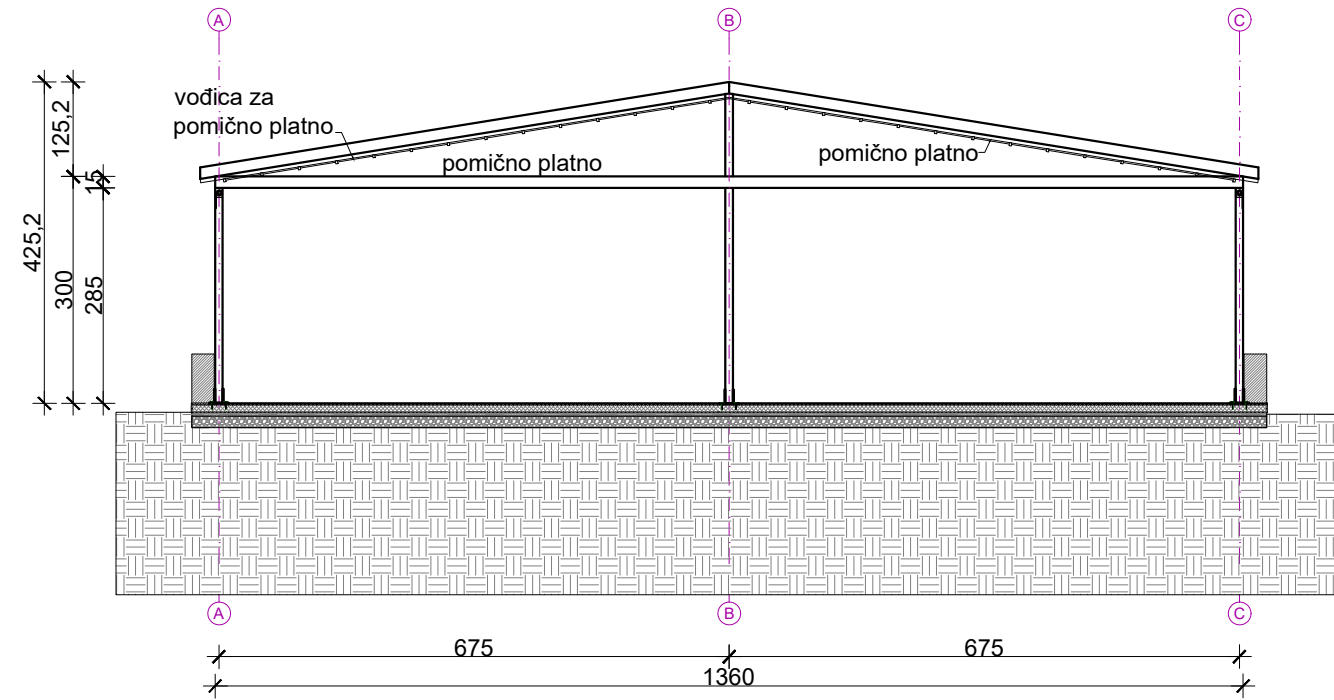 A
B
C
vođica za
pomično platno
pomično platno
pomično platno
125,2
15
425,2
300
285
A
B
C
675
675
1360